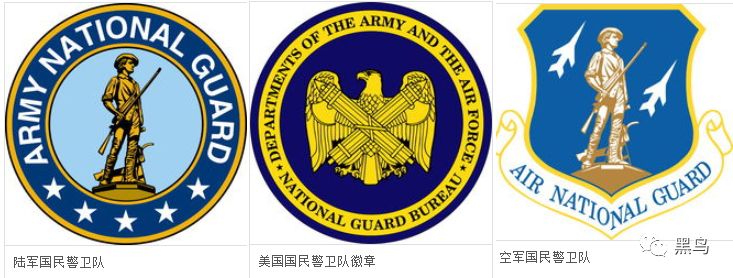 ARMY NATIONAL GUARD
DEPARTMENTS OF THE ARMY AND THE AIR FORCE
NATIONAL GUARD BUREAU
AIR NATIONAL GUARD
陆军国民警卫队
美国国民警卫队徽章
空军国民警卫队
黑鸟